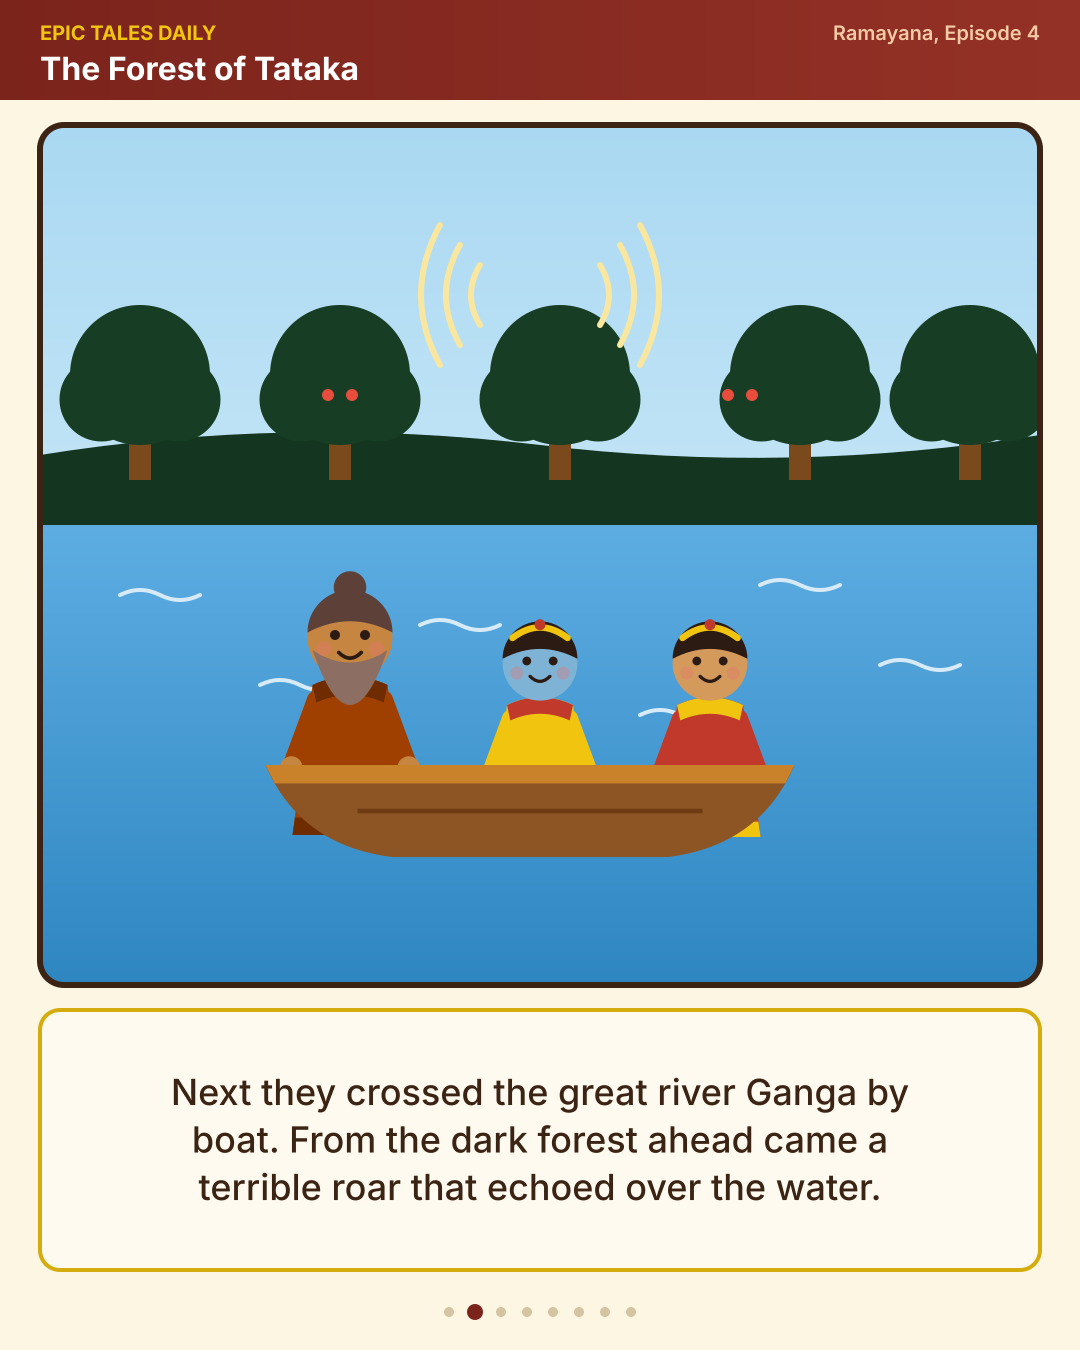 EPIC TALES DAILY
Ramayana, Episode 4
The Forest of Tataka
Next they crossed the great river Ganga by
boat. From the dark forest ahead came a
terrible roar that echoed over the water.